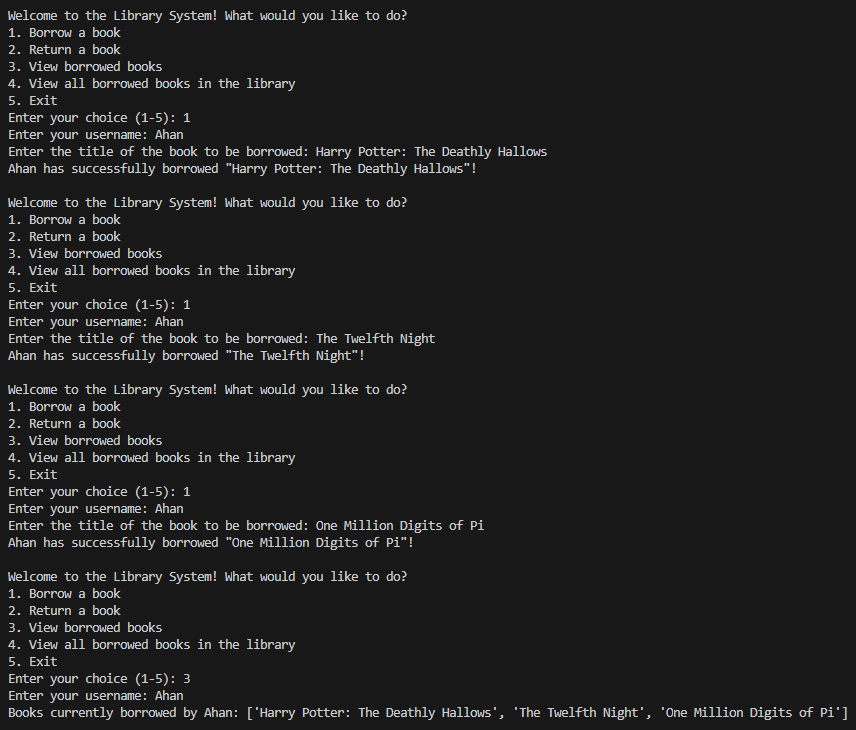 Welcome to the Library System! What would you like to do?
1. Borrow a book
2. Return a book
3. View borrowed books
4. View all borrowed books in the library
5. Exit
Enter your choice (1-5): 1
Enter your username: Ahan
Enter the title of the book to be borrowed: Harry Potter: The Deathly Hallows
Ahan has successfully borrowed "Harry Potter: The Deathly Hallows"!

Welcome to the Library System! What would you like to do?
1. Borrow a book
2. Return a book
3. View borrowed books
4. View all borrowed books in the library
5. Exit
Enter your choice (1-5): 1
Enter your username: Ahan
Enter the title of the book to be borrowed: The Twelfth Night
Ahan has successfully borrowed "The Twelfth Night"!

Welcome to the Library System! What would you like to do?
1. Borrow a book
2. Return a book
3. View borrowed books
4. View all borrowed books in the library
5. Exit
Enter your choice (1-5): 1
Enter your username: Ahan
Enter the title of the book to be borrowed: One Million Digits of Pi
Ahan has successfully borrowed "One Million Digits of Pi"!

Welcome to the Library System! What would you like to do?
1. Borrow a book
2. Return a book
3. View borrowed books
4. View all borrowed books in the library
5. Exit
Enter your choice (1-5): 3
Enter your username: Ahan
Books currently borrowed by Ahan: ['Harry Potter: The Deathly Hallows', 'The Twelfth Night', 'One Million Digits of Pi']